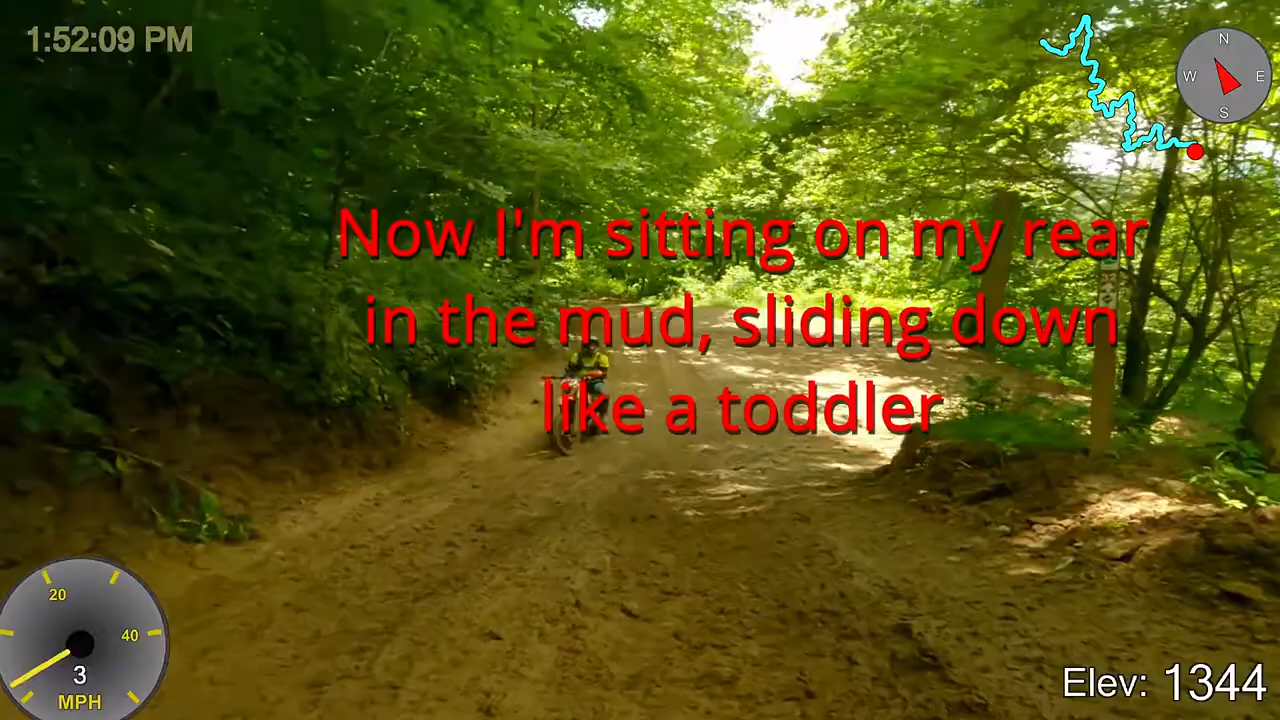 1:52:09 PM
N
W E
S
Now I'm sitting on my rear
in the mud, sliding down
like a toddler
20
40
3
MPH
Elev: 1344